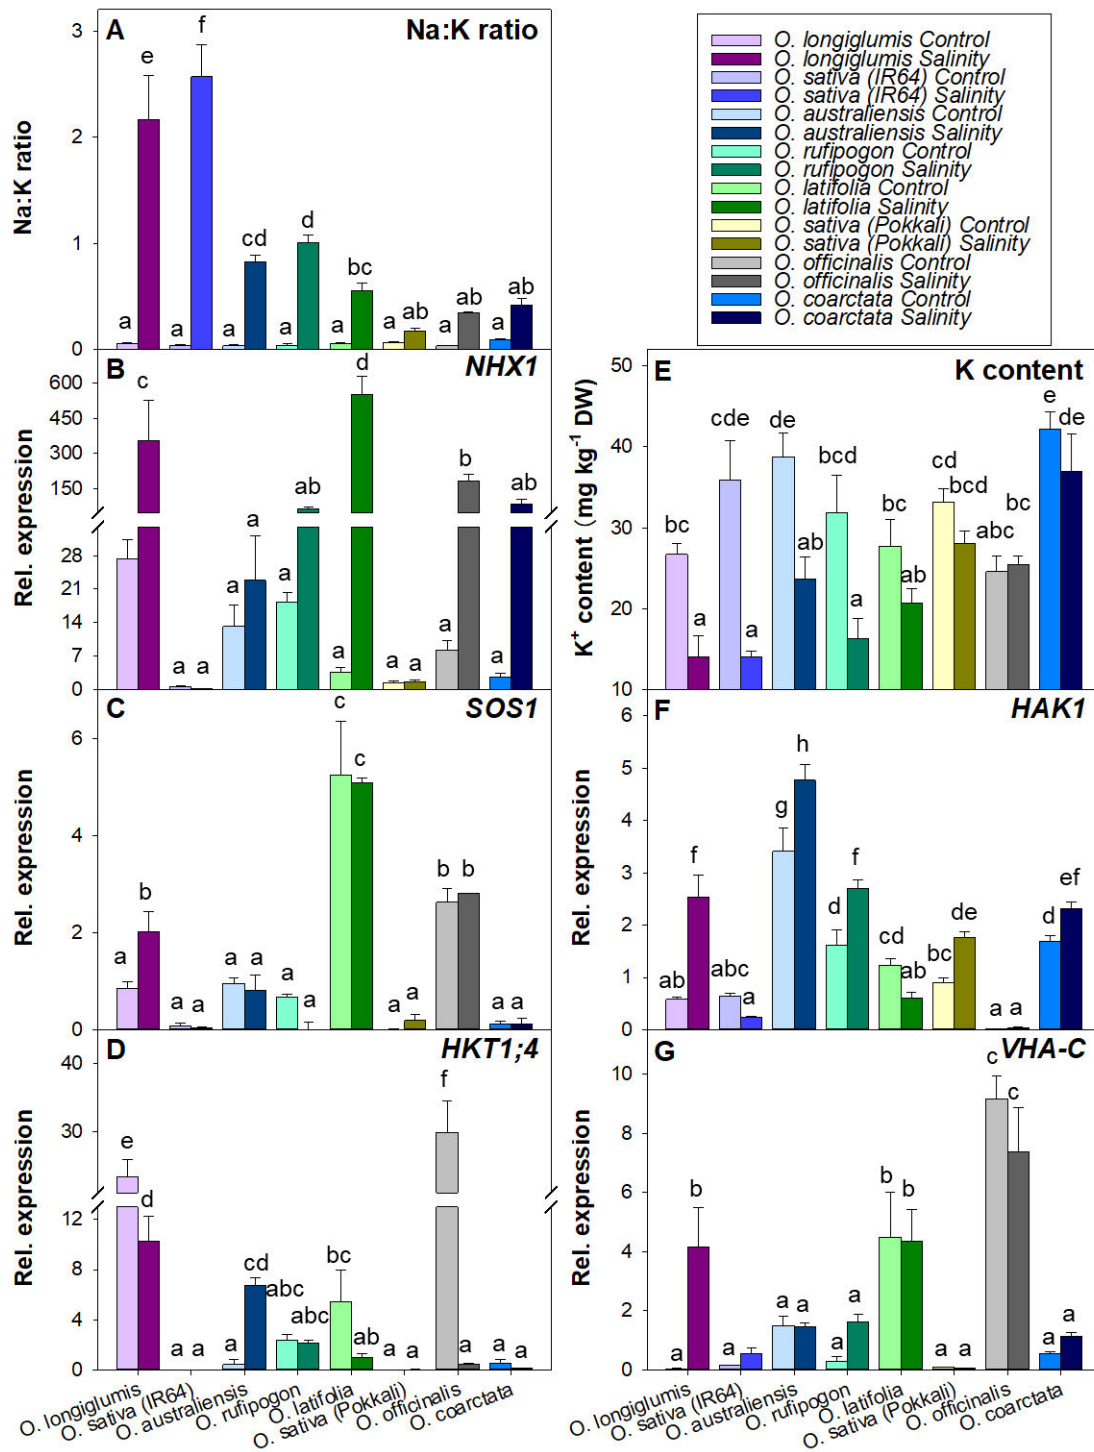 A
Na:K ratio
Na:K ratio
3
2
1
0
a
e
a
f
a
cd
a
d
a
bc
a
ab
a
ab
a
ab
O. longiglumis Control
O. longiglumis Salinity
O. sativa (IR64) Control
O. sativa (IR64) Salinity
O. australiensis Control
O. australiensis Salinity
O. rufipogon Control
O. rufipogon Salinity
O. latifolia Control
O. latifolia Salinity
O. sativa (Pokkali) Control
O. sativa (Pokkali) Salinity
O. officinalis Control
O. officinalis Salinity
O. coarctata Control
O. coarctata Salinity
B
NHX1
Rel. expression
600
450
300
150
28
21
14
7
0
c
a
a
a
a
a
ab
a
d
a
a
a
b
a
ab
C
SOS1
Rel. expression
6
4
2
0
a
b
a
a
a
a
a
a
c
c
a
a
b
b
a
a
D
HKT1;4
Rel. expression
40
30
12
8
4
0
e
d
a
a
a
cd
abc
abc
bc
ab
a
a
f
a
a
a
O. longiglumis
O. sativa (IR64)
O. australiensis
O. rufipogon
O. latifolia
O. sativa (Pokkali)
O. officinalis
O. coarctata
E
K content
K+ content (mg kg-1 DW)
50
40
30
20
10
bc
a
cde
a
de
ab
bcd
a
bc
ab
cd
bcd
abc
bc
e
de
F
HAK1
Rel. expression
6
5
4
3
2
1
0
ab
f
abc
a
g
h
d
f
cd
ab
bc
de
a
a
d
ef
G
VHA-C
Rel. expression
10
8
6
4
2
0
a
b
a
a
a
a
a
b
b
a
a
c
c
a
a
O. longiglumis
O. sativa (IR64)
O. australiensis
O. rufipogon
O. latifolia
O. sativa (Pokkali)
O. officinalis
O. coarctata